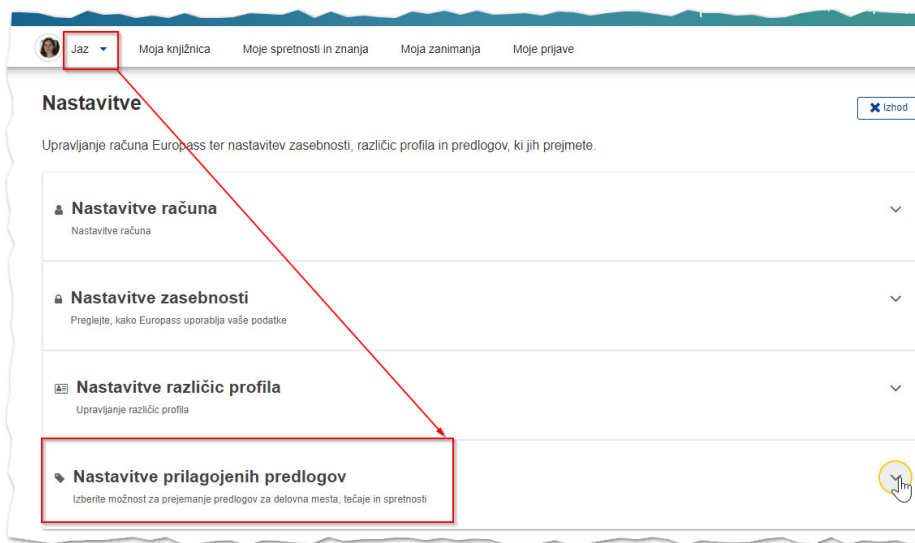 Jaz
Moja knjižnica
Moje spretnosti in znanja
Moja zanimanja
Moje prijave
Nastavitve
Izhod
Upravljanje računa Europass ter nastavitev zasebnosti, različic profila in predlogov, ki jih prejmete.
Nastavitve računa
Nastavitve računa
Nastavitve zasebnosti
Preglejte, kako Europass uporablja vaše podatke
Nastavitve različic profila
Upravljanje različic profila
Nastavitve prilagojenih predlogov
Izberite možnost za prejemanje predlogov za delovna mesta, tečaje in spretnosti